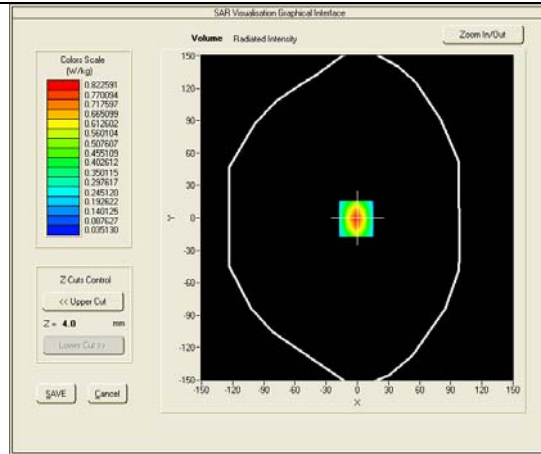 SAR Visualisation Graphical Interface
Volume Radiated Intensity
Zoom In/Out
Colors Scale
(W/kg)
0.822591
0.770094
0.717597
0.665099
0.612602
0.560104
0.507607
0.455109
0.402612
0.350115
0.297617
0.245120
0.192622
0.140125
0.087627
0.035130
Z Cuts Control
<< Upper Cut
Z = 4.0 mm
Lower Cut >>
SAVE Cancel
150-
120-
90-
60-
30-
Y 0-
-30-
-60-
-90-
-120-
-150-
-150 -120 -90 -60 -30 0 30 60 90 120 150
X